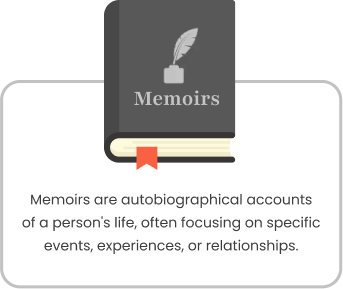 Memoirs
Memoirs are autobiographical accounts
of a person's life, often focusing on specific
events, experiences, or relationships.